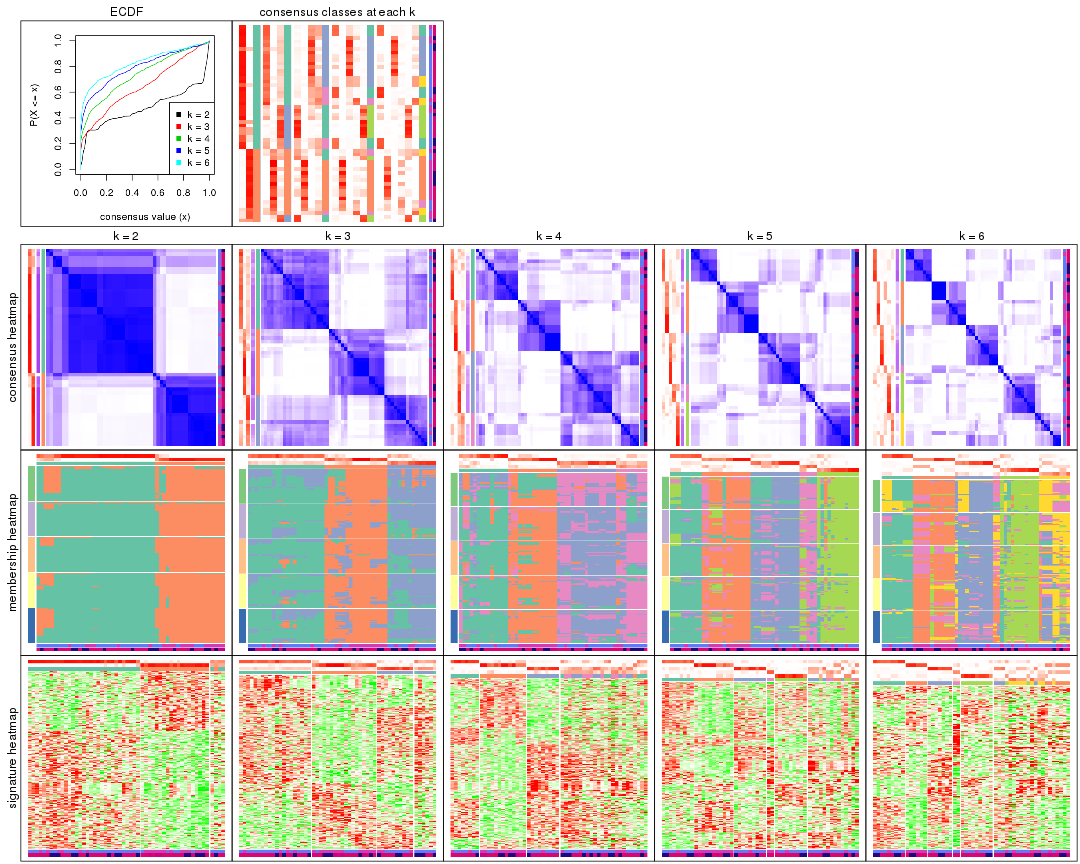 ECDF
consensus classes at each k
P(X <= x)
0.0 0.2 0.4 0.6 0.8 1.0
k = 2
k = 3
k = 4
k = 5
k = 6
0.0 0.2 0.4 0.6 0.8 1.0
consensus value (x)
k = 2
k = 3
k = 4
k = 5
k = 6
consensus heatmap
membership heatmap
signature heatmap